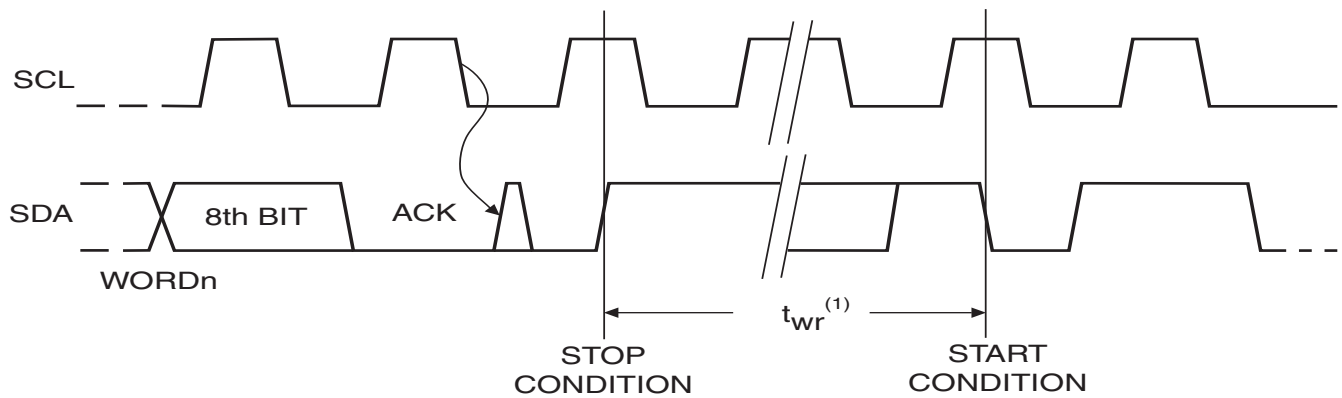 SCL
SDA
8th BIT
ACK
WORDn
twr(1)
STOP
CONDITION
START
CONDITION